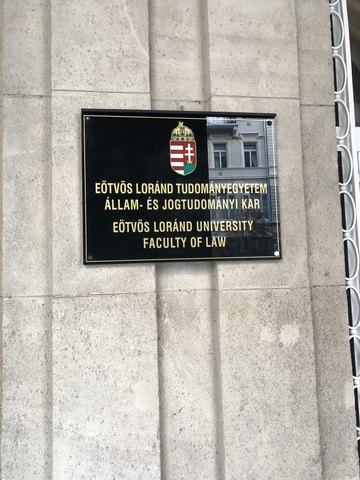 EÖTVÖS LORÁND TUDOMÁNYEGYETEM
ÁLLAM- ÉS JOGTUDOMÁNYI KAR
EÖTVÖS LORÁND UNIVERSITY
FACULTY OF LAW